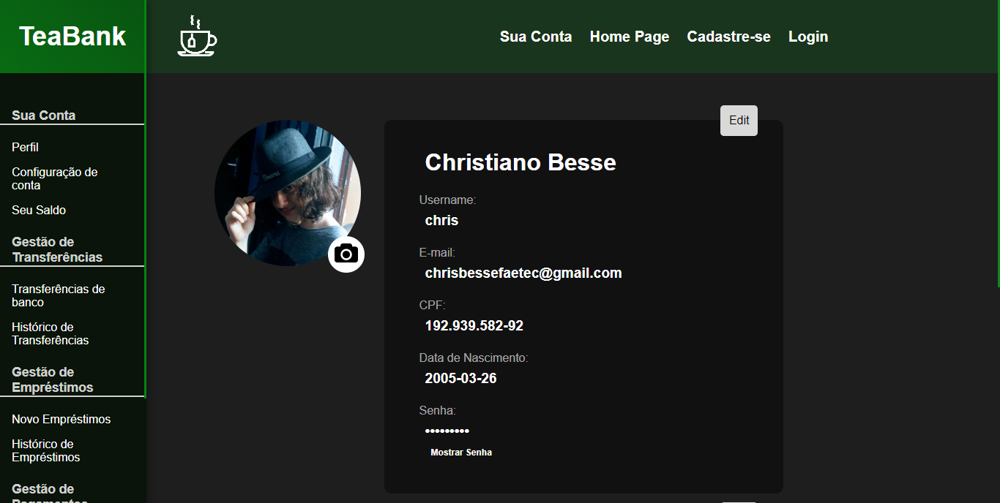 TeaBank
Sua Conta Home Page Cadastre-se Login
Sua Conta
Perfil
Configuração de
conta
Seu Saldo
Gestão de
Transferências
Transferências de
banco
Histórico de
Transferências
Gestão de
Empréstimos
Novo Empréstimos
Histórico de
Empréstimos
Gestão de
Pagamentos
Edit
Christiano Besse
Username:
chris
E-mail:
chrisbessefaetec@gmail.com
CPF:
192.939.582-92
Data de Nascimento:
2005-03-26
Senha:
•••••••••
Mostrar Senha